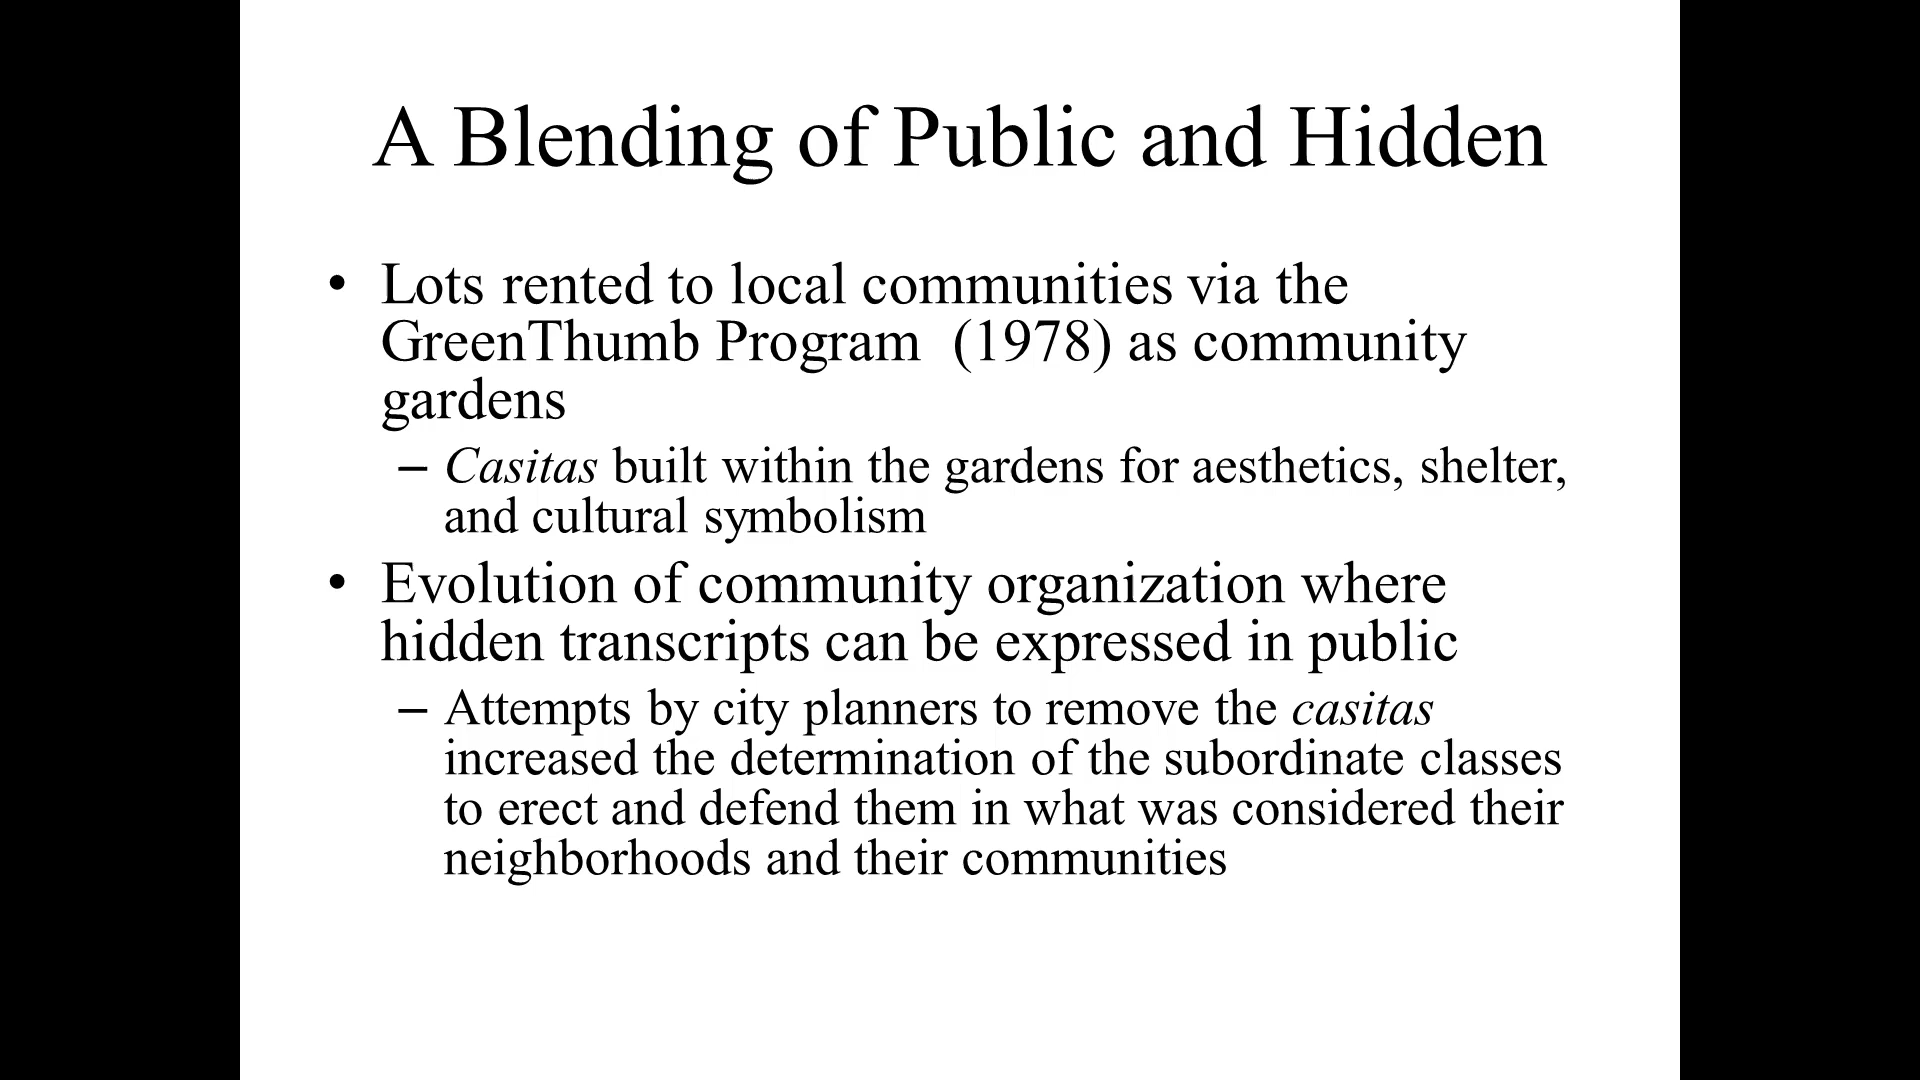 A Blending of Public and Hidden
• Lots rented to local communities via the
GreenThumb Program  (1978) as community
gardens
– Casitas built within the gardens for aesthetics, shelter,
and cultural symbolism
• Evolution of community organization where
hidden transcripts can be expressed in public
– Attempts by city planners to remove the casitas
increased the determination of the subordinate classes
to erect and defend them in what was considered their
neighborhoods and their communities